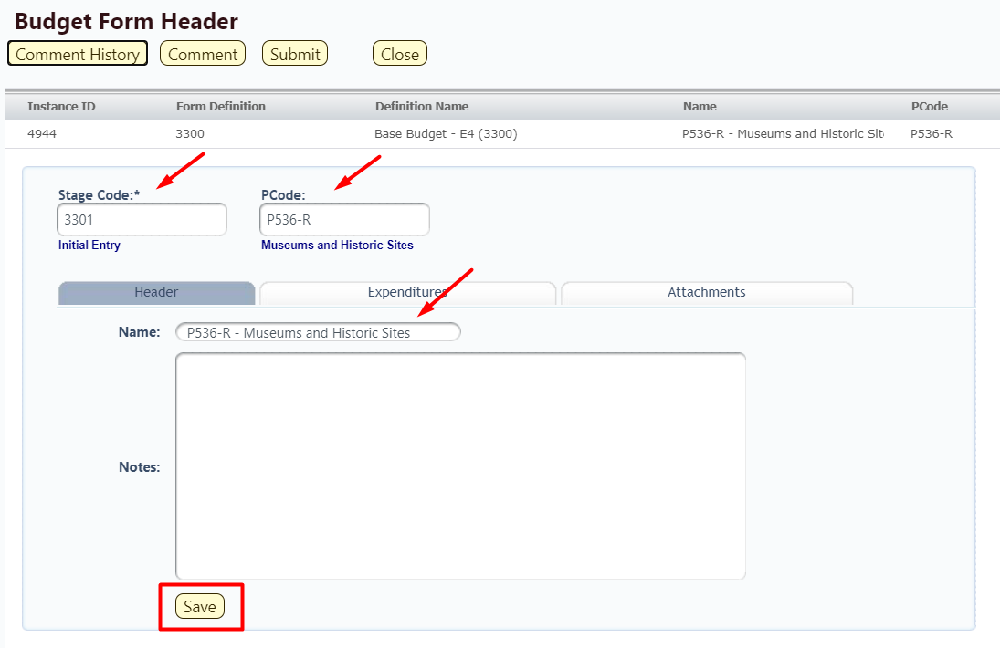 Budget Form Header
Comment History Comment Submit Close
Instance ID Form Definition Definition Name Name PCode
4944 3300 Base Budget - E4 (3300) P536-R - Museums and Historic Sit P536-R
Stage Code:* PCode:
3301 P536-R
Initial Entry Museums and Historic Sites
Header Expenditures Attachments
Name: P536-R - Museums and Historic Sites
Notes:
Save